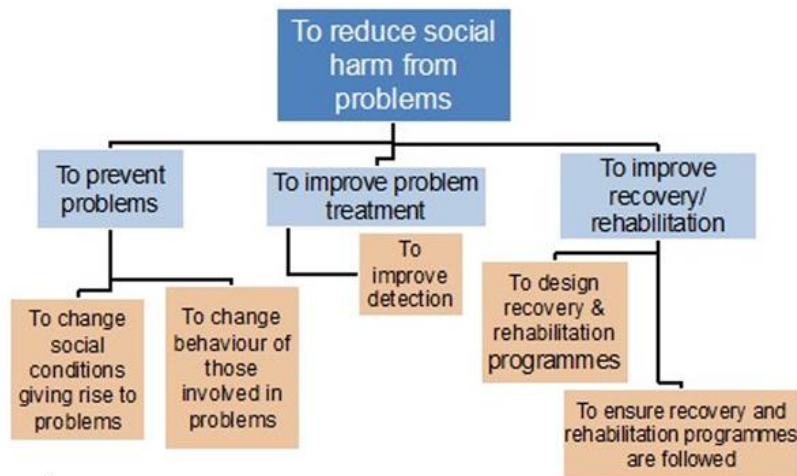 To reduce social
harm from
problems
To prevent
problems
To improve problem
treatment
To improve
recovery/
rehabilitation
To change
social
conditions
giving rise to
problems
To change
behaviour of
those
involved in
problems
To
improve
detection
To design
recovery &
rehabilitation
programmes
To ensure recovery and
rehabilitation programmes
are followed